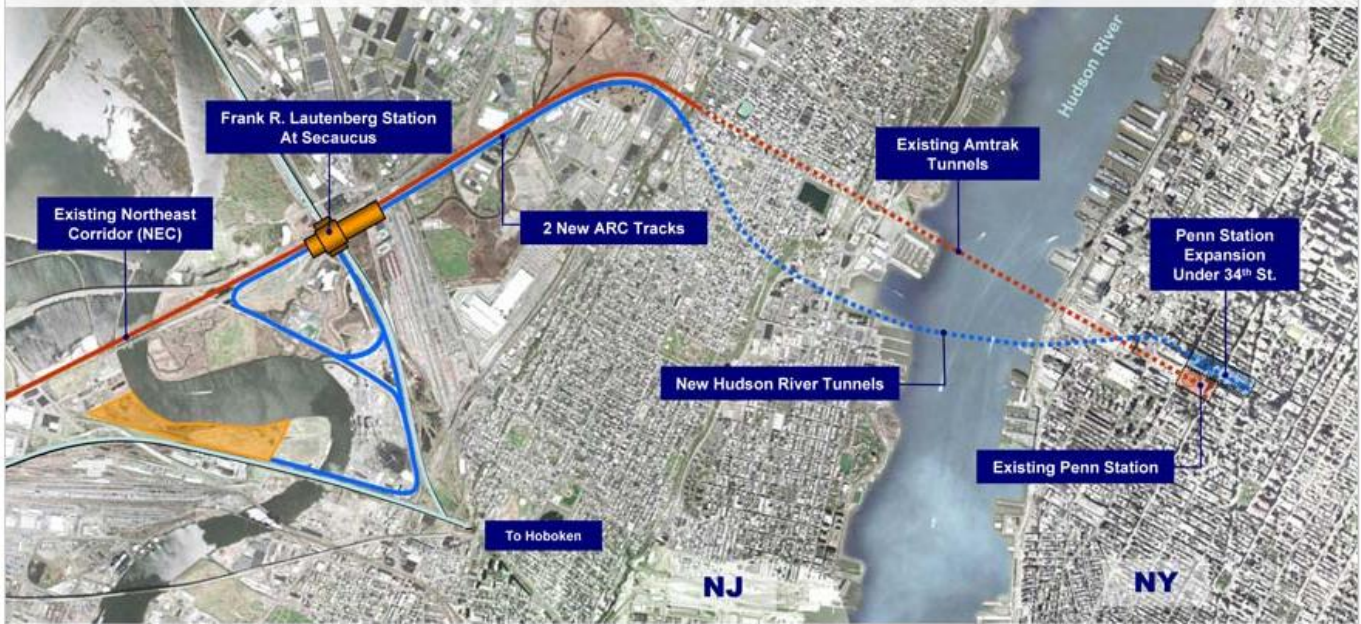 Hudson River
Frank R. Lautenberg Station
At Secaucus
Existing Amtrak
Tunnels
Existing Northeast
Corridor (NEC)
2 New ARC Tracks
Penn Station
Expansion
Under 34th St.
New Hudson River Tunnels
Existing Penn Station
To Hoboken
NJ
NY